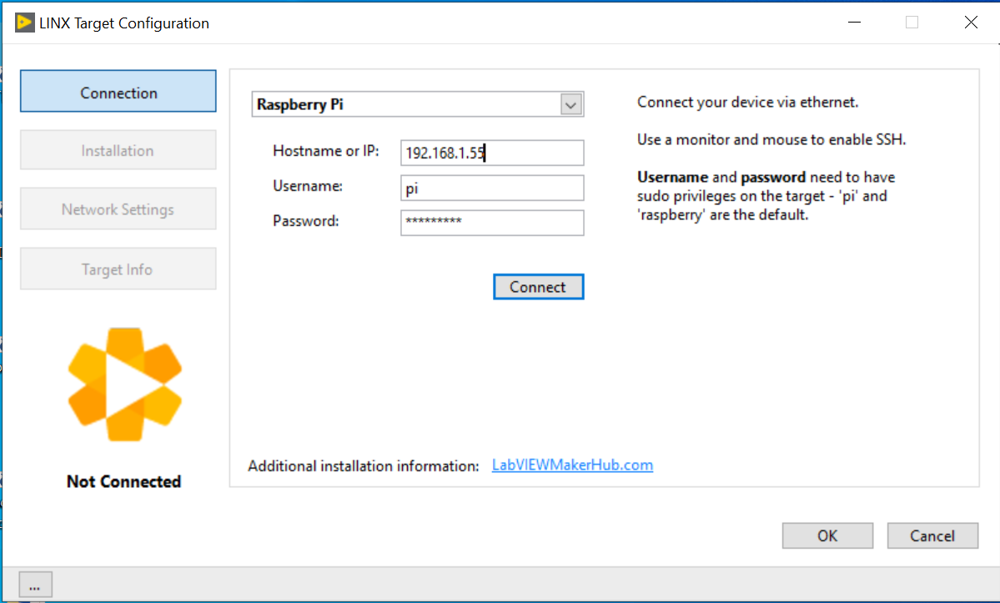 LINX Target Configuration
Connection
Installation
Network Settings
Target Info
Not Connected
Raspberry Pi
Hostname or IP: 192.168.1.55
Username: pi
Password: *********
Connect
Connect your device via ethernet.
Use a monitor and mouse to enable SSH.
Username and password need to have
sudo privileges on the target - 'pi' and
'raspberry' are the default.
Additional installation information: LabVIEWMakerHub.com
OK Cancel
...